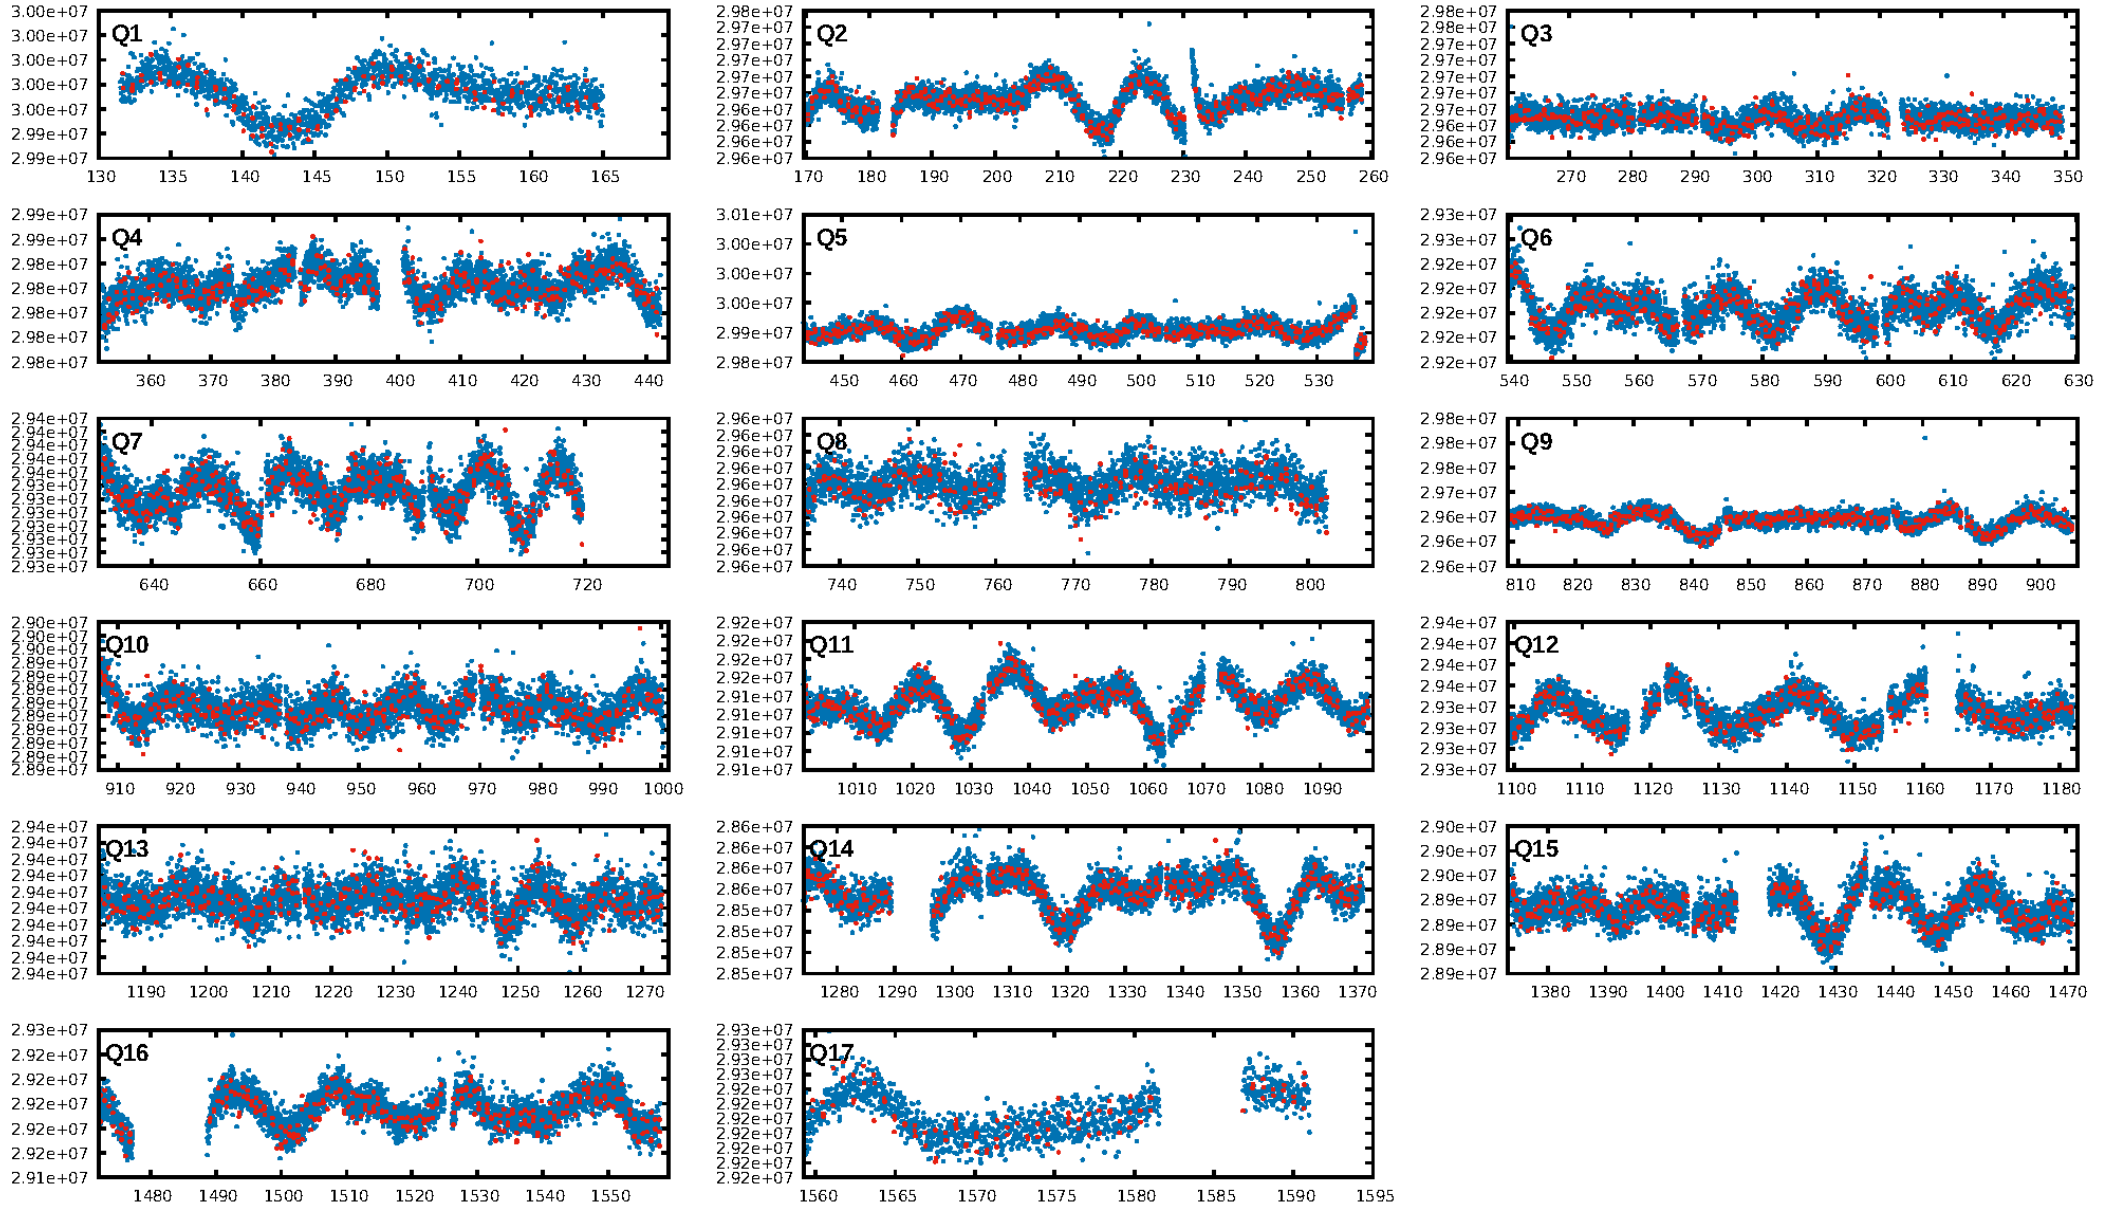 Q1 Q2 Q3
3.00e+07 3.00e+07 3.00e+07 3.00e+07 3.00e+07 2.99e+07 2.99e+07
130 135 140 145 150 155 160 165
2.98e+07 2.97e+07 2.97e+07 2.97e+07 2.97e+07 2.97e+07 2.96e+07 2.96e+07 2.96e+07 2.96e+07
170 180 190 200 210 220 230 240 250 260
2.98e+07 2.98e+07 2.97e+07 2.97e+07 2.97e+07 2.97e+07 2.97e+07 2.96e+07 2.96e+07 2.96e+07
270 280 290 300 310 320 330 340 350
Q4 Q5 Q6
2.99e+07 2.99e+07 2.98e+07 2.98e+07 2.98e+07 2.98e+07 2.98e+07
360 370 380 390 400 410 420 430 440
3.01e+07 3.00e+07 3.00e+07 3.00e+07 2.99e+07 2.98e+07
450 460 470 480 490 500 510 520 530
2.93e+07 2.93e+07 2.92e+07 2.92e+07 2.92e+07 2.92e+07 2.92e+07
540 550 560 570 580 590 600 610 620 630
Q7 Q8 Q9
640 660 680 700 720
740 750 760 770 780 790 800
2.98e+07 2.98e+07 2.98e+07 2.97e+07 2.96e+07 2.96e+07 2.96e+07
810 820 830 840 850 860 870 880 890 900
Q10 Q11 Q12
910 920 930 940 950 960 970 980 990 1000
2.92e+07 2.92e+07 2.92e+07 2.92e+07 2.91e+07 2.91e+07 2.91e+07 2.91e+07 2.91e+07
1010 1020 1030 1040 1050 1060 1070 1080 1090
2.94e+07 2.94e+07 2.94e+07 2.94e+07 2.93e+07 2.93e+07 2.93e+07 2.93e+07
1100 1110 1120 1130 1140 1150 1160 1170 1180
Q13 Q14 Q15
2.94e+07 2.94e+07 2.94e+07 2.94e+07 2.94e+07 2.94e+07 2.94e+07 2.94e+07 2.94e+07 2.94e+07
1190 1200 1210 1220 1230 1240 1250 1260 1270
2.86e+07 2.86e+07 2.86e+07 2.86e+07 2.85e+07 2.85e+07 2.85e+07 2.85e+07
1280 1290 1300 1310 1320 1330 1340 1350 1360 1370
2.90e+07 2.90e+07 2.90e+07 2.89e+07 2.89e+07 2.89e+07 2.89e+07
1380 1390 1400 1410 1420 1430 1440 1450 1460 1470
Q16 Q17
2.93e+07 2.92e+07 2.92e+07 2.92e+07 2.92e+07 2.92e+07 2.91e+07
1480 1490 1500 1510 1520 1530 1540 1550
1560 1565 1570 1575 1580 1585 1590 1595